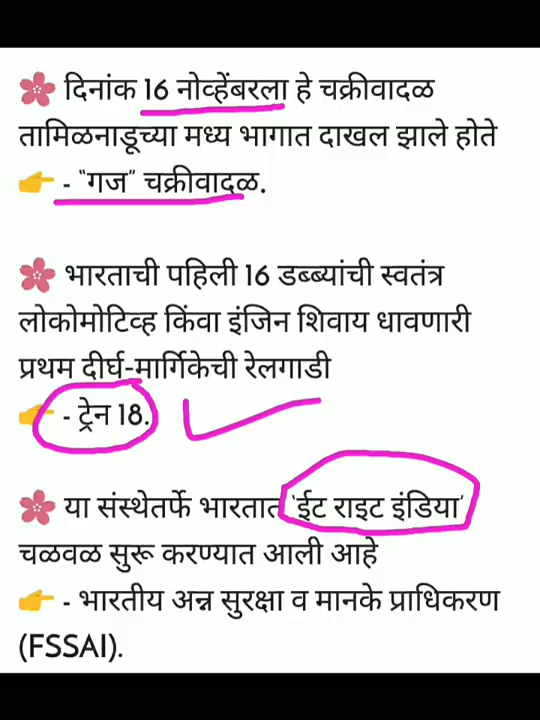 🌸 दिनांक 16 नोव्हेंबरला हे चक्रीवादळ
तामिळनाडूच्या मध्य भागात दाखल झाले होते
👉 - "गज" चक्रीवादळ.
🌸 भारताची पहिली 16 डब्ब्यांची स्वतंत्र
लोकोमोटिव्ह किंवा इंजिन शिवाय धावणारी
प्रथम दीर्घ-मार्गिकेची रेलगाडी
👉 - ट्रेन 18.
🌸 या संस्थेतर्फे भारतात 'ईट राइट इंडिया'
चळवळ सुरू करण्यात आली आहे
👉 - भारतीय अन्न सुरक्षा व मानके प्राधिकरण
(FSSAI).